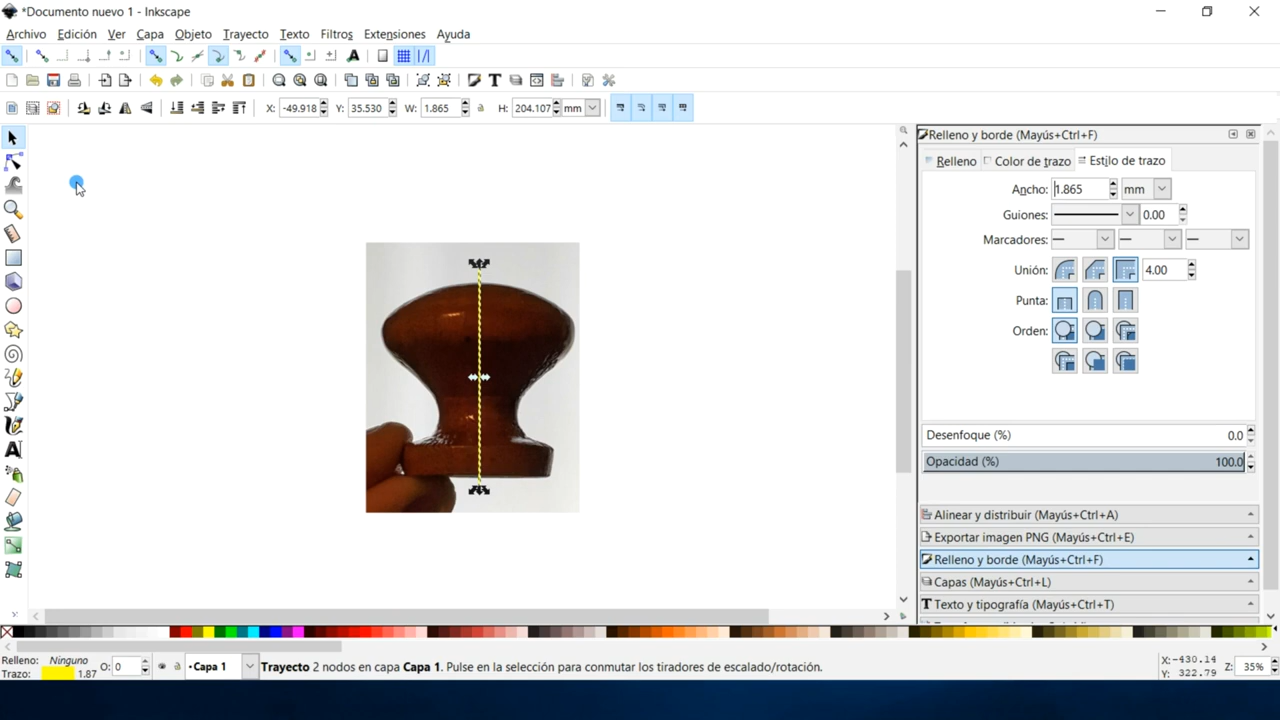 *Documento nuevo 1 - Inkscape
Archivo Edición Ver Capa Objeto Trayecto Texto Filtros Extensiones Ayuda
X: -49.918 Y: 35.530 W: 1.865 H: 204.107 mm
Relleno y borde (Mayús+Ctrl+F)
Relleno Color de trazo Estilo de trazo
Ancho: 1.865 mm
Guiones: 0.00
Marcadores:
Unión: 4.00
Punta:
Orden:
Desenfoque (%) 0.0
Opacidad (%) 100.0
Alinear y distribuir (Mayús+Ctrl+A)
Exportar imagen PNG (Mayús+Ctrl+E)
Relleno y borde (Mayús+Ctrl+F)
Capas (Mayús+Ctrl+L)
Texto y tipografía (Mayús+Ctrl+T)
Relleno: Ninguno O: 0 •Capa 1 Trayecto 2 nodos en capa Capa 1. Pulse en la selección para conmutar los tiradores de escalado/rotación. X:-430.14 Z: 35%
Trazo: 1.87 Y: 322.79